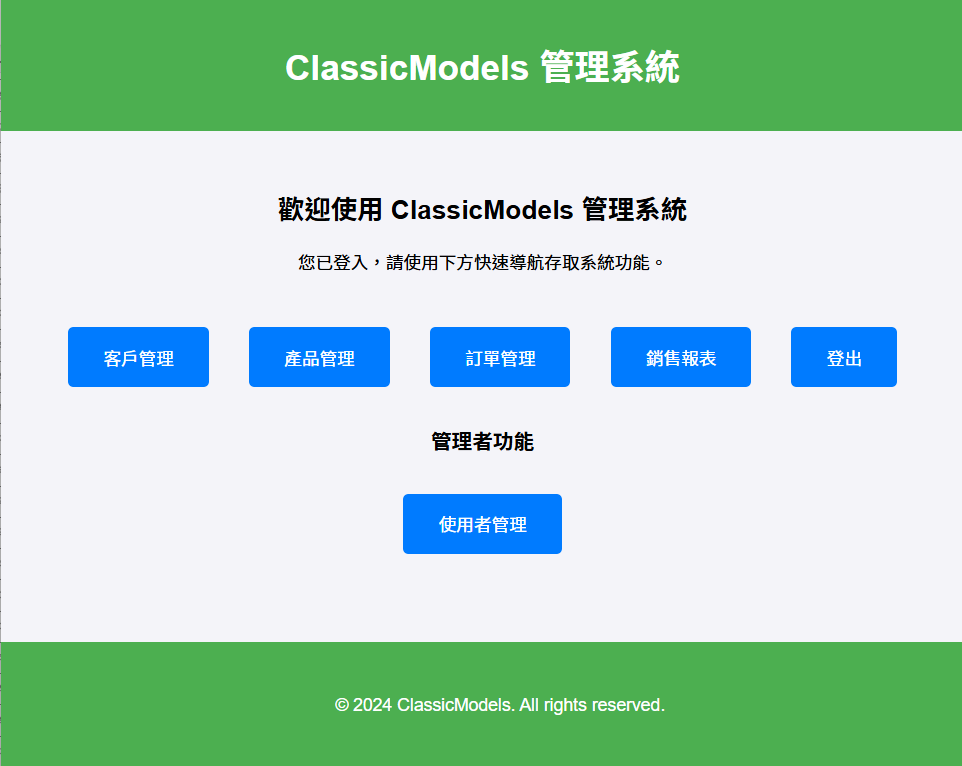 ClassicModels 管理系統
歡迎使用 ClassicModels 管理系統
您已登入，請使用下方快速導航存取系統功能。
客戶管理 產品管理 訂單管理 銷售報表 登出
管理者功能
使用者管理
© 2024 ClassicModels. All rights reserved.